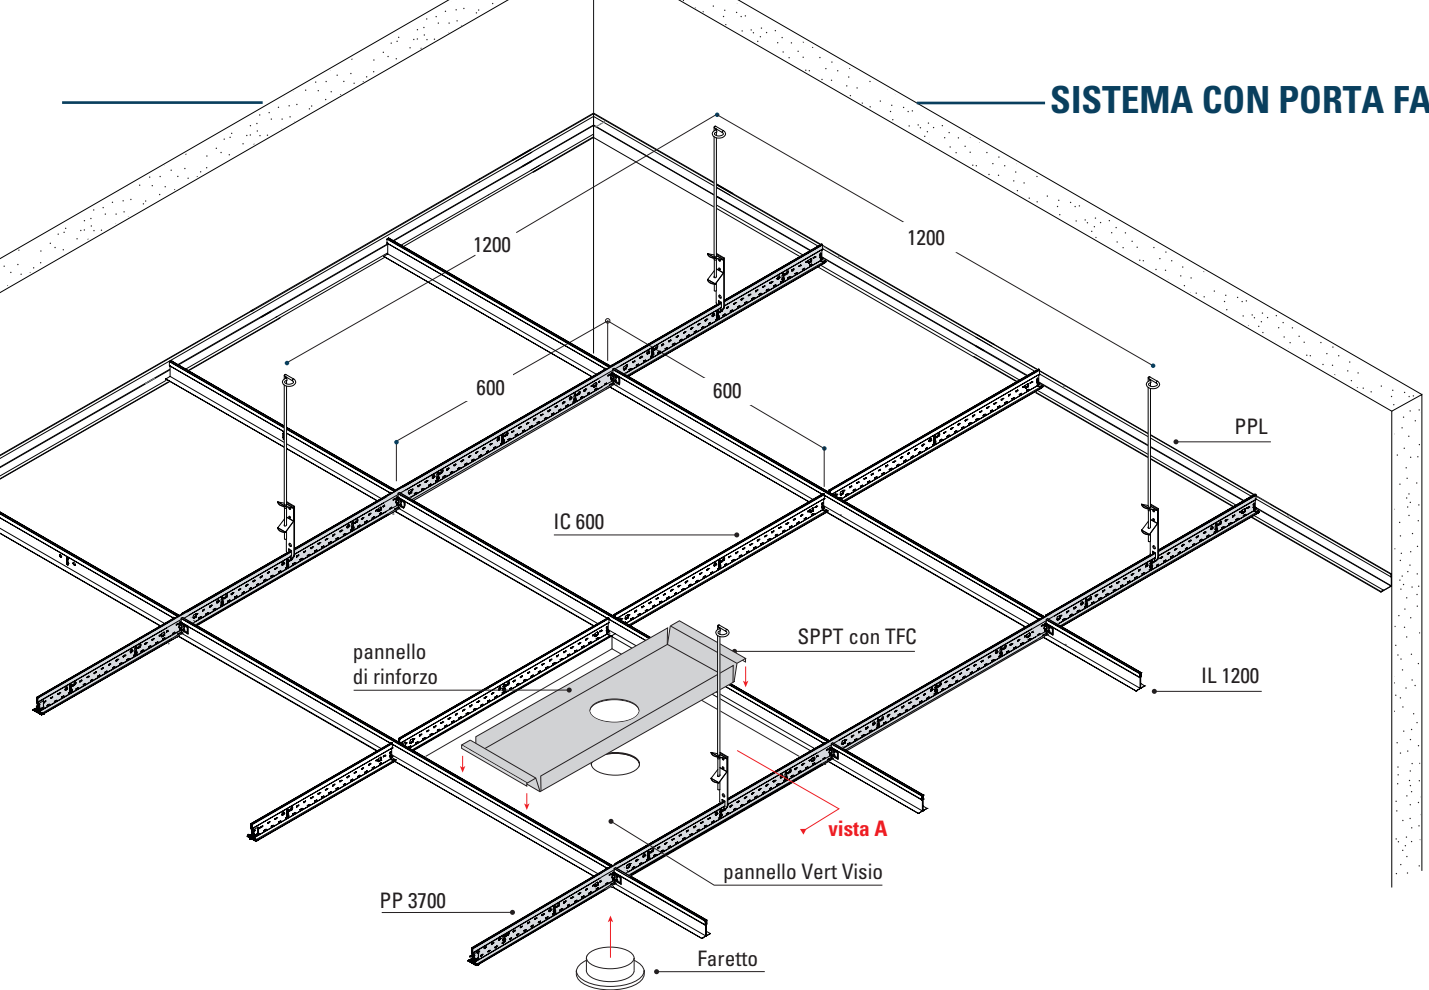 SISTEMA CON PORTA FA
1200
1200
600
600
PPL
IC 600
SPPT con TFC
pannello
di rinforzo
IL 1200
vista A
pannello Vert Visio
PP 3700
Faretto